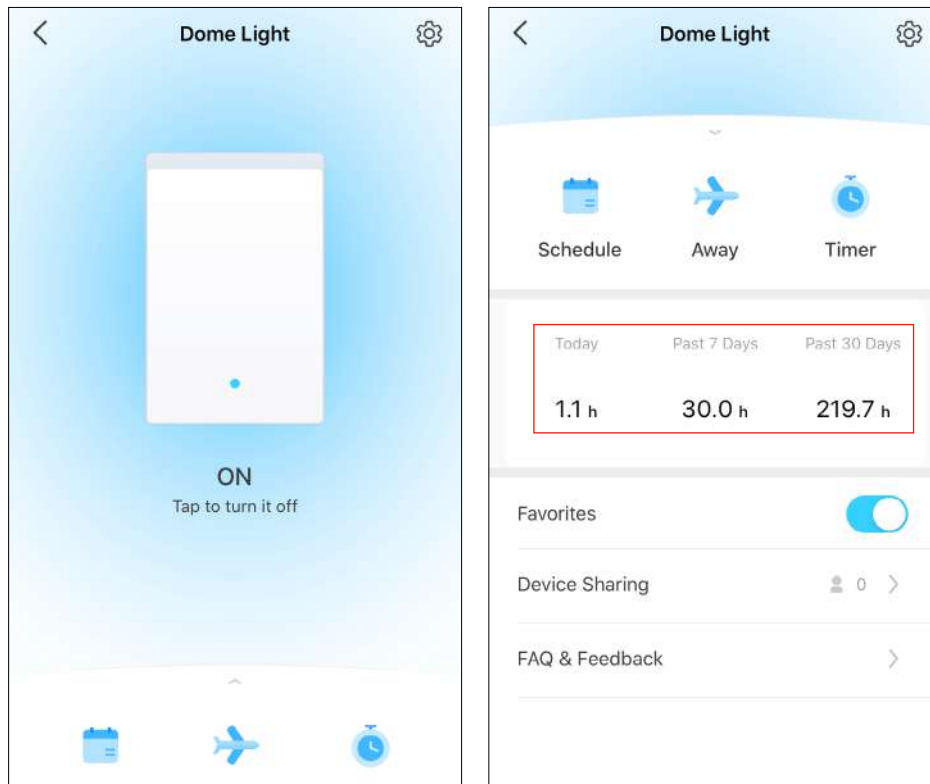 Dome Light
ON
Tap to turn it off
Dome Light
Schedule Away Timer
Today Past 7 Days Past 30 Days
1.1 h 30.0 h 219.7 h
Favorites
Device Sharing 0
FAQ & Feedback